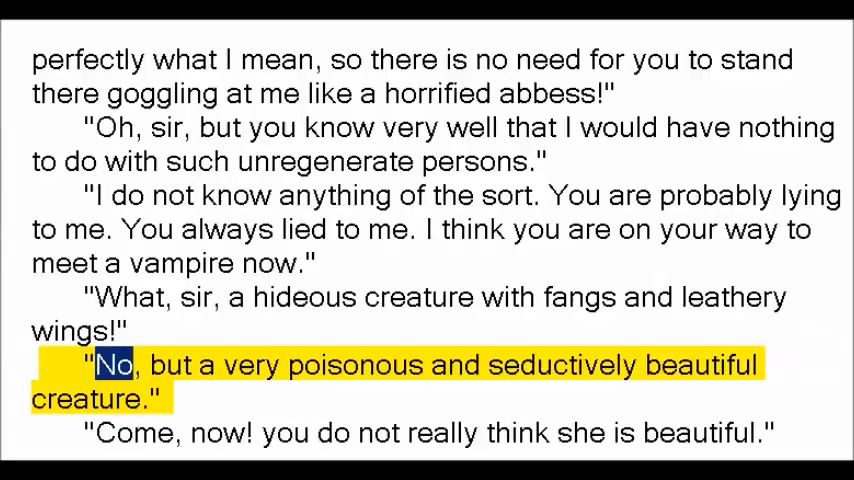 perfectly what I mean, so there is no need for you to stand
there goggling at me like a horrified abbess!"
"Oh, sir, but you know very well that I would have nothing
to do with such unregenerate persons."
"I do not know anything of the sort. You are probably lying
to me. You always lied to me. I think you are on your way to
meet a vampire now."
"What, sir, a hideous creature with fangs and leathery
wings!"
"No, but a very poisonous and seductively beautiful
creature."
"Come, now! you do not really think she is beautiful."